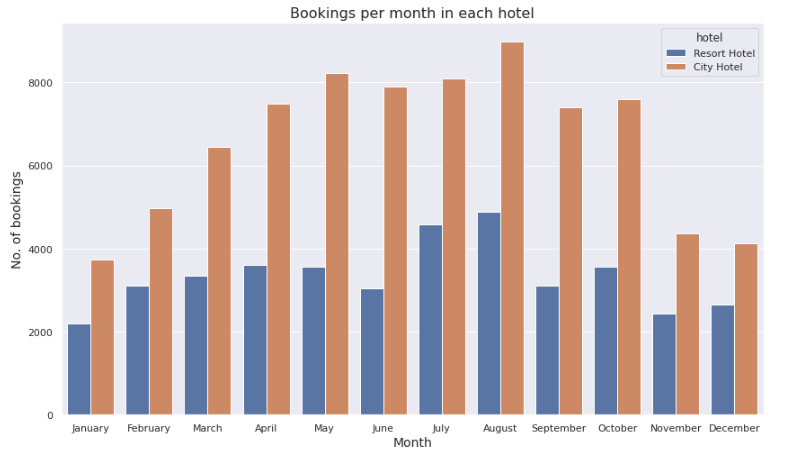 Bookings per month in each hotel
hotel
Resort Hotel
City Hotel
No. of bookings
8000
6000
4000
2000
0
January February March April May June July August September October November December
Month